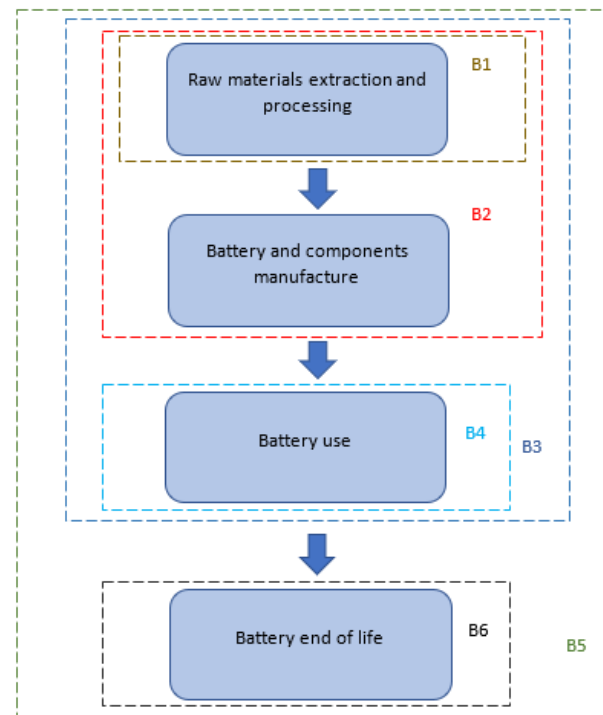 Raw materials extraction and
processing
B1
Battery and components
manufacture
B2
Battery use
B4
B3
Battery end of life
B6
B5